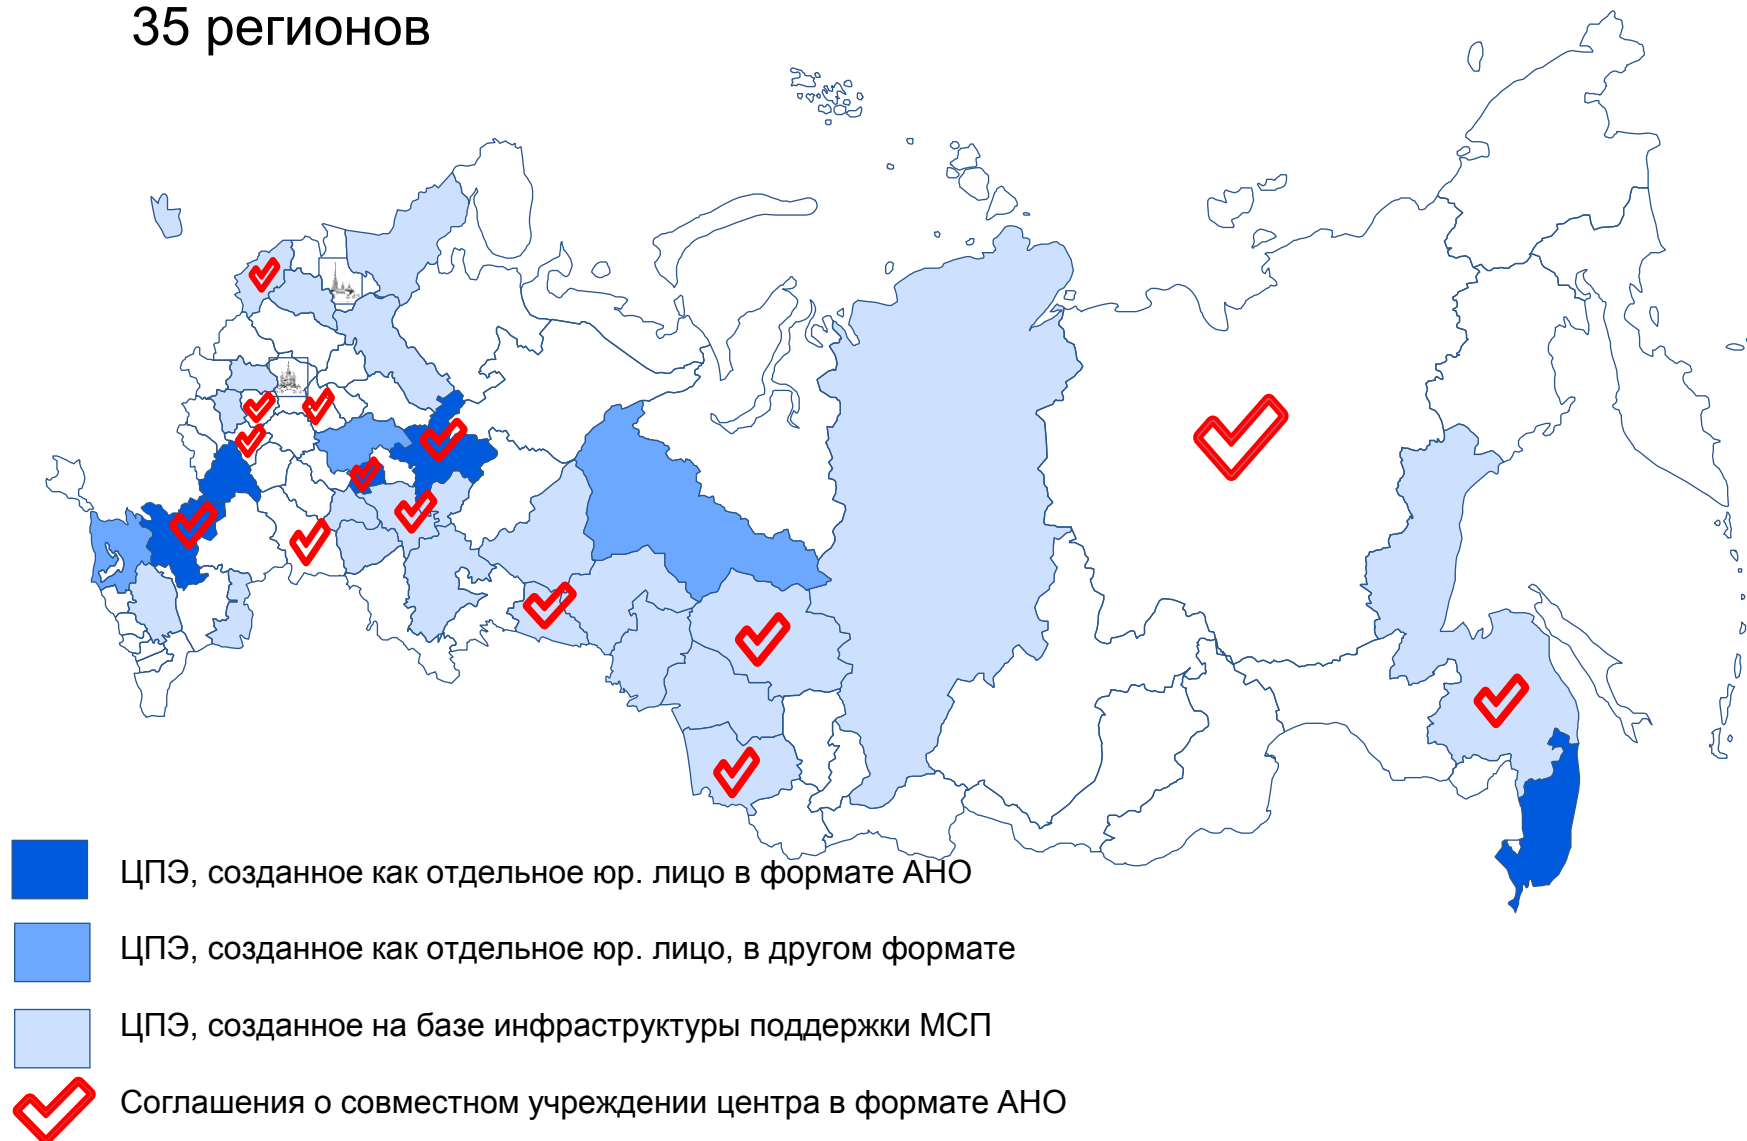 35 регионов
ЦПЭ, созданное как отдельное юр. лицо в формате АНО
ЦПЭ, созданное как отдельное юр. лицо, в другом формате
ЦПЭ, созданное на базе инфраструктуры поддержки МСП
Соглашения о совместном учреждении центра в формате АНО